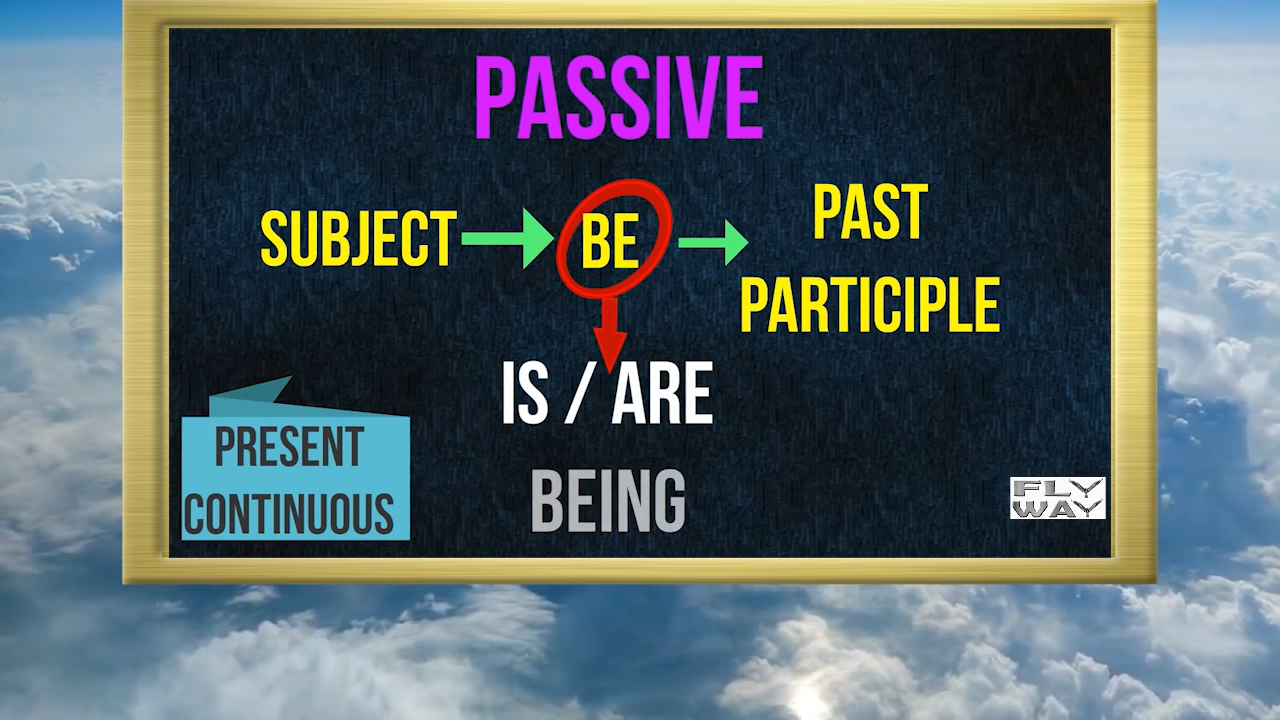 PASSIVE
SUBJECT
BE
PAST
PARTICIPLE
IS / ARE
BEING
PRESENT
CONTINUOUS
FLY
WAY